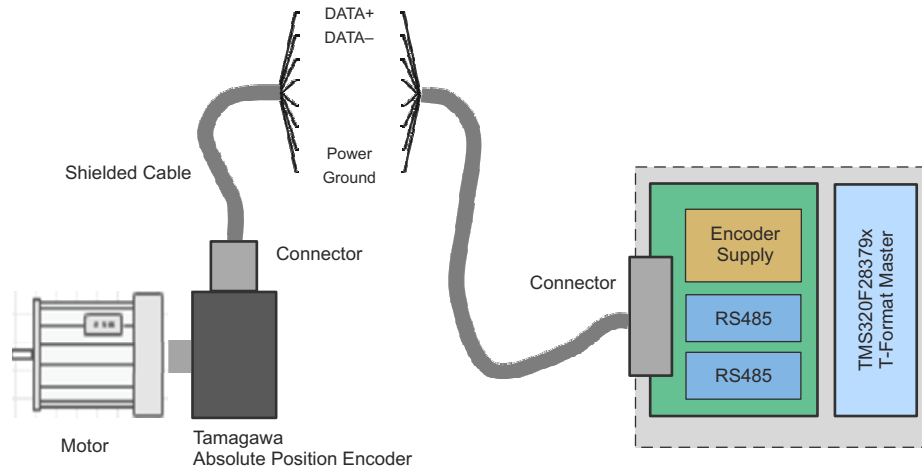 DATA+
DATA–
Power
Ground
Shielded Cable
Connector
Motor
Tamagawa
Absolute Position Encoder
Connector
Encoder
Supply
RS485
RS485
TMS320F28379x
T-Format Master